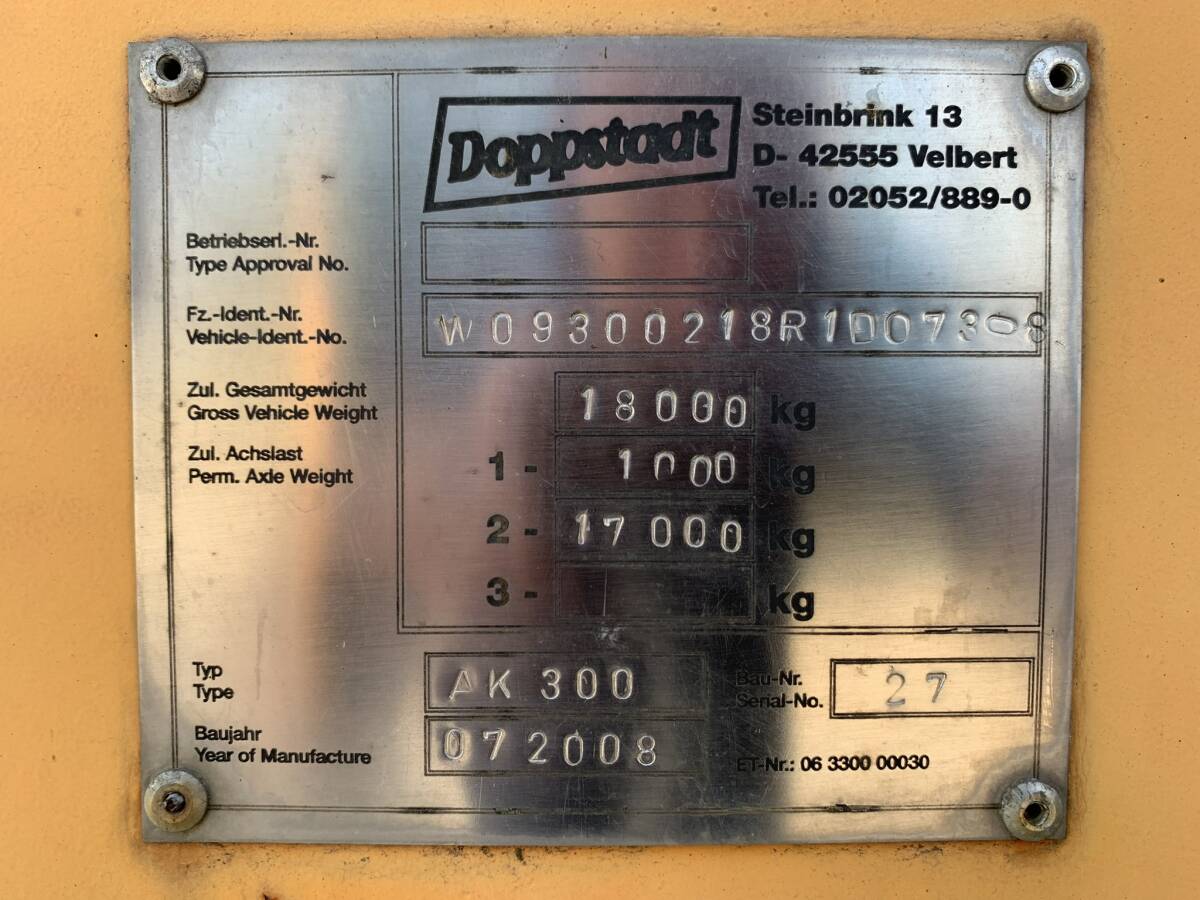 Doppstadt
Steinbrink 13
D- 42555 Velbert
Tel.: 02052/889-0
Betriebserl.-Nr.
Type Approval No.
Fz.-Ident.-Nr.
Vehicle-Ident.-No.
W09300218R1D07308
Zul. Gesamtgewicht
Gross Vehicle Weight
18000 kg
Zul. Achslast
Perm. Axle Weight
1 - 1000 kg
2 - 17000 kg
3 - kg
Typ
Type
AK 300
Bau-Nr.
Serial-No.
27
Baujahr
Year of Manufacture
072008
ET-Nr.: 06 3300 00030